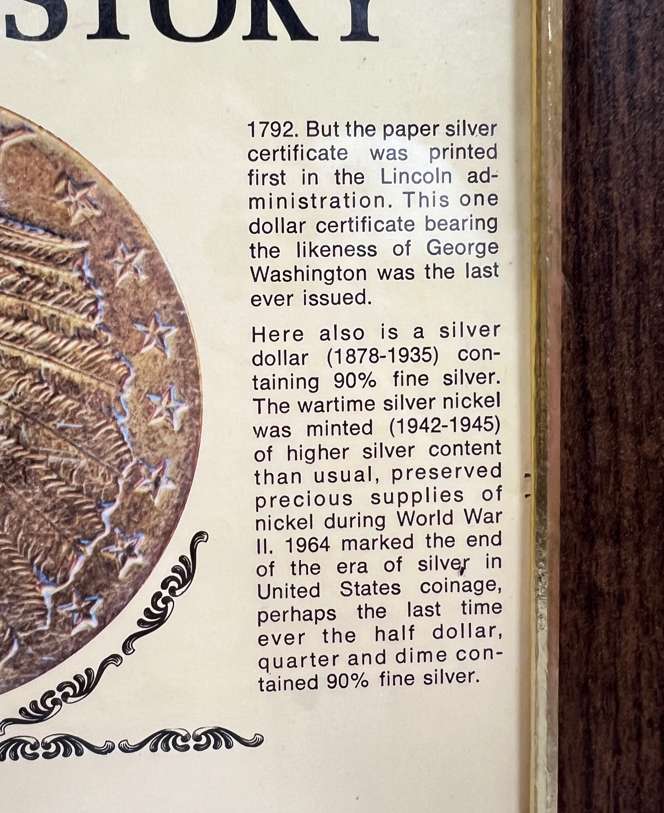 STORY
1792. But the paper silver
certificate was printed
first in the Lincoln ad-
ministration. This one
dollar certificate bearing
the likeness of George
Washington was the last
ever issued.
Here also is a silver
dollar (1878-1935) con-
taining 90% fine silver.
The wartime silver nickel
was minted (1942-1945)
of higher silver content
than usual, preserved
precious supplies of
nickel during World War
II. 1964 marked the end
of the era of silver in
United States coinage,
perhaps the last time
ever the half dollar,
quarter and dime con-
tained 90% fine silver.